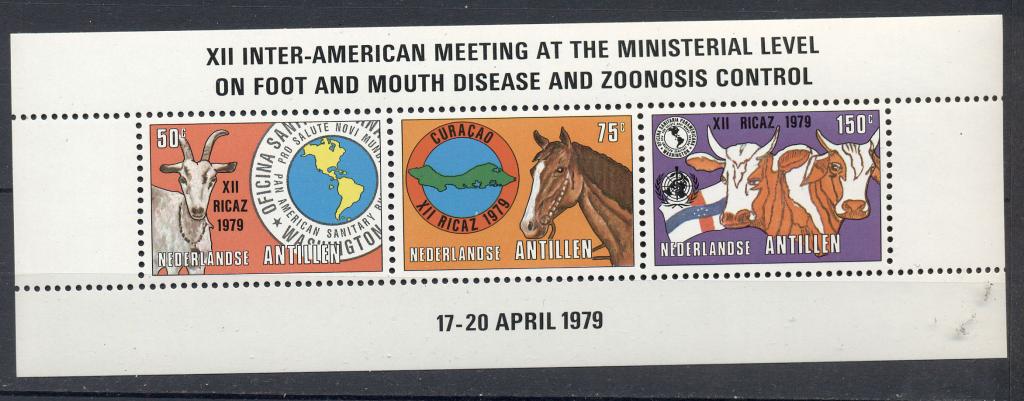 XII INTER-AMERICAN MEETING AT THE MINISTERIAL LEVEL
ON FOOT AND MOUTH DISEASE AND ZOONOSIS CONTROL
50c
XII
RICAZ
1979
OFICINA SANITARIA
PRO SALUTE NOVI MUNDI
PAN AMERICAN SANITARY
WASHINGTON
NEDERLANDSE ANTILLEN
75c
CURACAO
XII RICAZ 1979
NEDERLANDSE ANTILLEN
150c
XII RICAZ 1979
NEDERLANDSE ANTILLEN
17-20 APRIL 1979